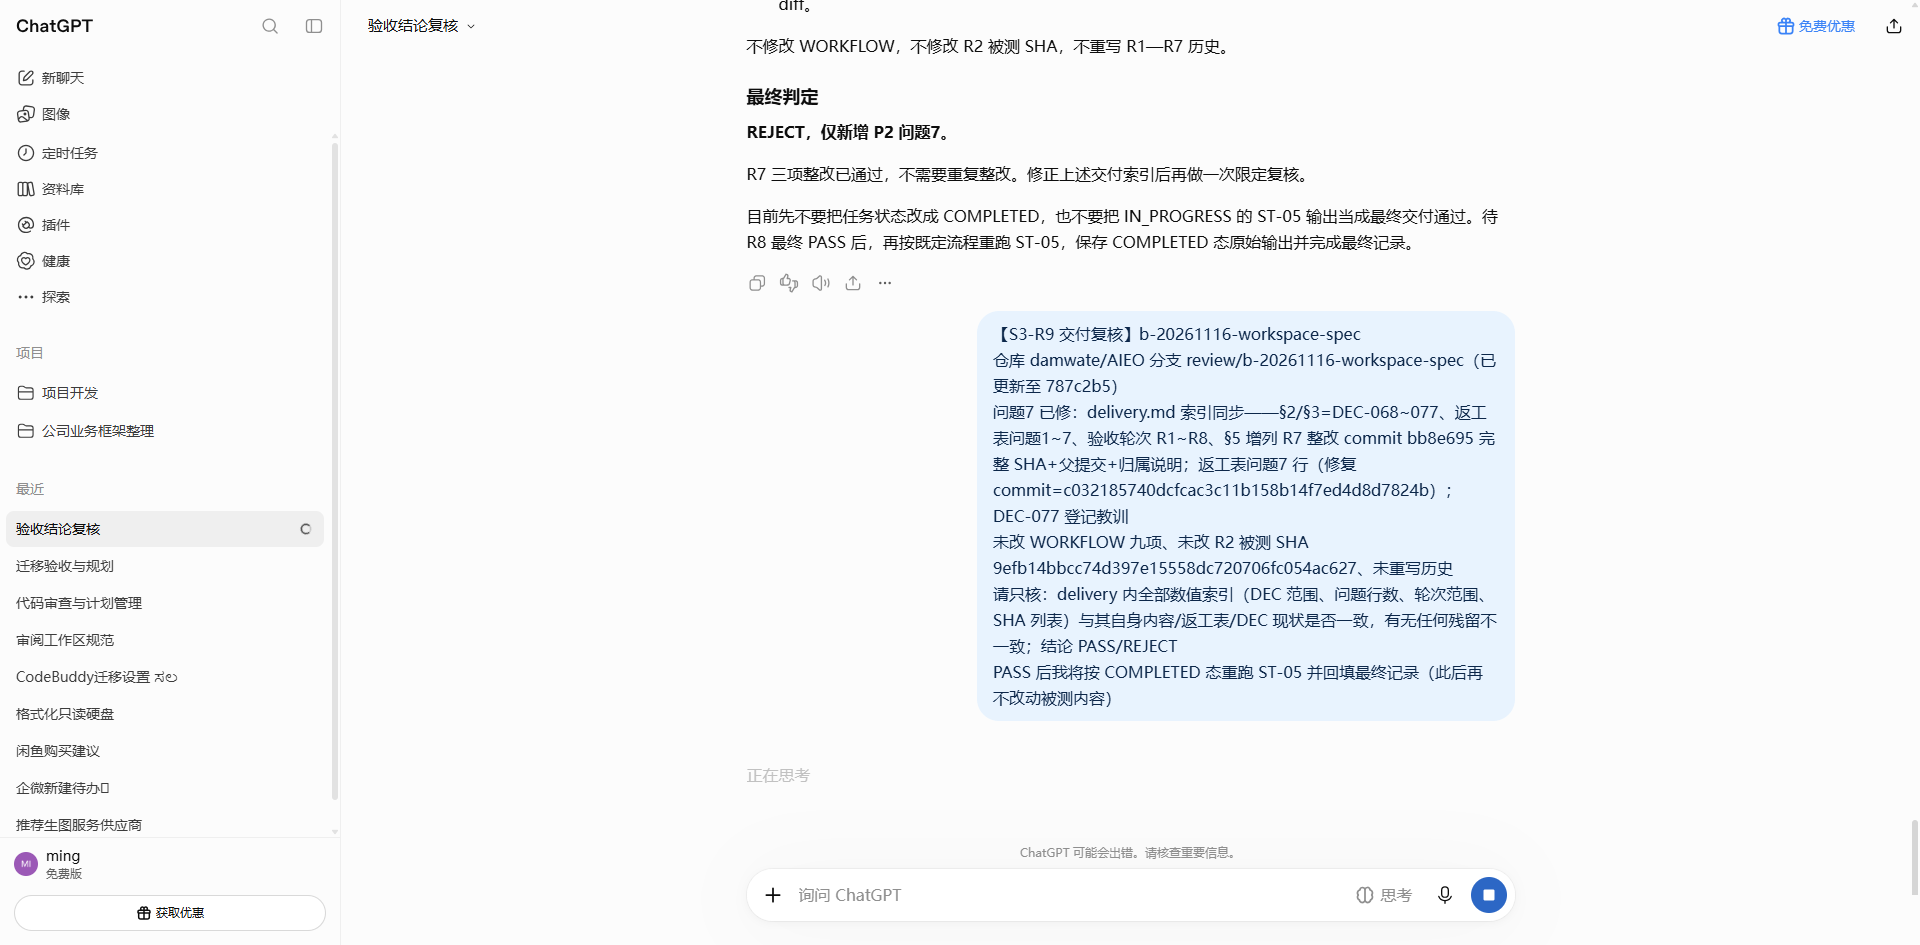 ChatGPT
新聊天
图像
定时任务
资料库
插件
健康
探索
项目
项目开发
公司业务框架整理
最近
验收结论复核
迁移验收与规划
代码审查与计划管理
审阅工作区规范
CodeBuddy迁移设置
格式化只读硬盘
闲鱼购买建议
企微新建待办
推荐生图服务供应商
MI
ming
免费版
获取优惠
验收结论复核
免费优惠
diff。
不修改 WORKFLOW，不修改 R2 被测 SHA，不重写 R1—R7 历史。
最终判定
REJECT，仅新增 P2 问题7。
R7 三项整改已通过，不需要重复整改。修正上述交付索引后再做一次限定复核。
目前先不要把任务状态改成 COMPLETED，也不要把 IN_PROGRESS 的 ST-05 输出当成最终交付通过。待
R8 最终 PASS 后，再按既定流程重跑 ST-05，保存 COMPLETED 态原始输出并完成最终记录。
【S3-R9 交付复核】b-20261116-workspace-spec
仓库 damwate/AIEO 分支 review/b-20261116-workspace-spec（已
更新至 787c2b5）
问题7 已修：delivery.md 索引同步——§2/§3=DEC-068~077、返工
表问题1~7、验收轮次 R1~R8、§5 增列 R7 整改 commit bb8e695 完
整 SHA+父提交+归属说明；返工表问题7 行（修复
commit=c032185740dcfcac3c11b158b14f7ed4d8d7824b）；
DEC-077 登记教训
未改 WORKFLOW 九项、未改 R2 被测 SHA
9efb14bbcc74d397e15558dc720706fc054ac627、未重写历史
请只核：delivery 内全部数值索引（DEC 范围、问题行数、轮次范围、
SHA 列表）与其自身内容/返工表/DEC 现状是否一致，有无任何残留不
一致；结论 PASS/REJECT
PASS 后我将按 COMPLETED 态重跑 ST-05 并回填最终记录（此后再
不改动被测内容）
正在思考
ChatGPT 可能会出错。请核查重要信息。
询问 ChatGPT
思考